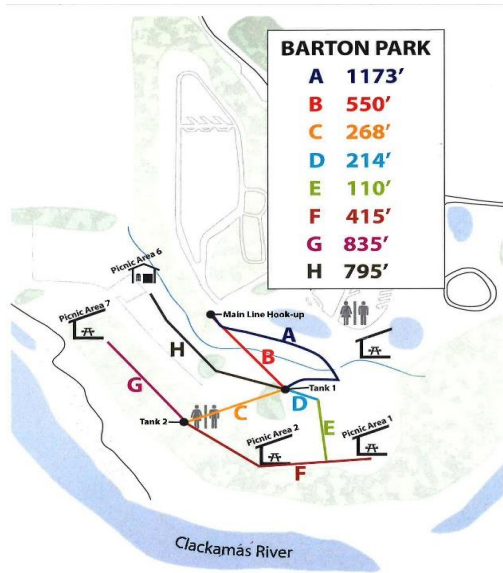 BARTON PARK
A 1173’
B 550’
C 268’
D 214’
E 110’
F 415’
G 835’
H 795’
Picnic Area 6
Picnic Area 7
Main Line Hook-up
A
B
H
G
Tank 1
D
C
Tank 2
E
Picnic Area 2
Picnic Area 1
F
Clackamas River